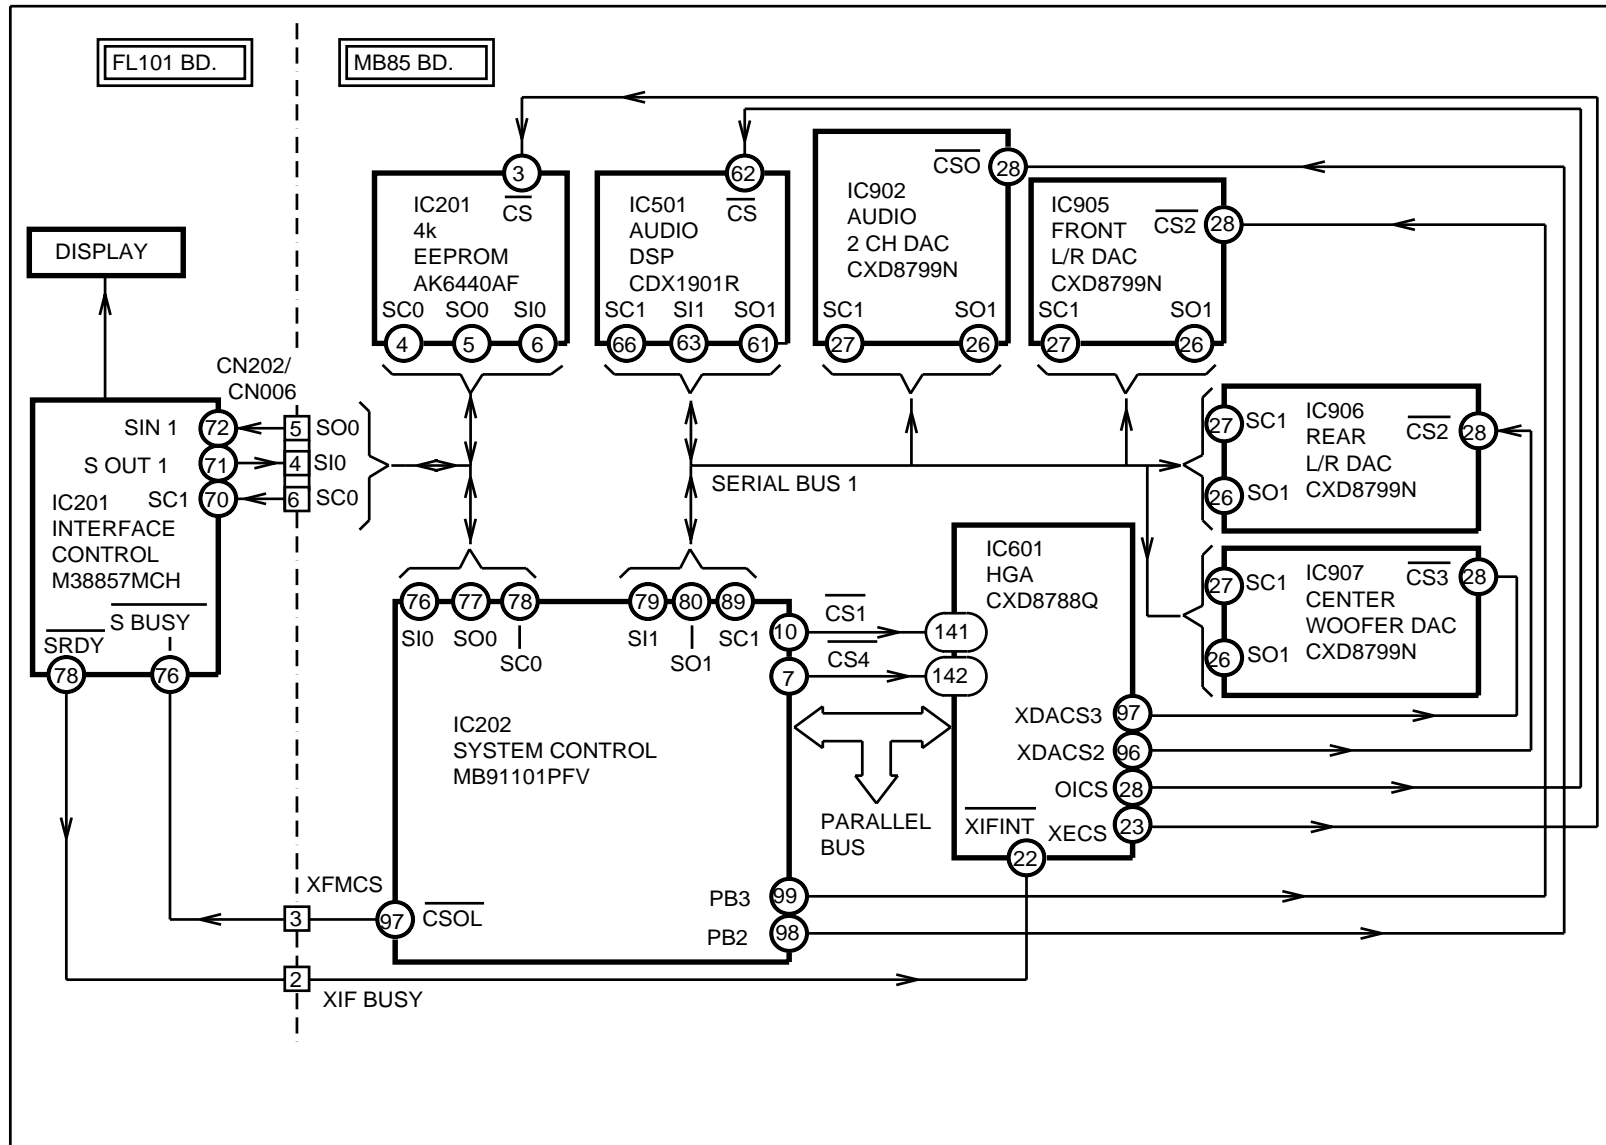 FL101 BD.
MB85 BD.
DISPLAY
3
CS
IC201
4k
EEPROM
AK6440AF
SC0 SO0 SI0
4 5 6
62
CS
IC501
AUDIO
DSP
CDX1901R
SC1 SI1 SO1
66 63 61
CSO
28
IC902
AUDIO
2 CH DAC
CXD8799N
SC1 SO1
27 26
IC905
FRONT
L/R DAC
CXD8799N
CS2
28
SC1 SO1
27 26
CN202/
CN006
SIN 1 72 5 SO0
S OUT 1 71 4 SI0
SC1 70 6 SC0
IC201
INTERFACE
CONTROL
M38857MCH
S BUSY
SRDY
78 76
SERIAL BUS 1
27 SC1
IC906
REAR
L/R DAC
CXD8799N
CS2
28
26 SO1
27 SC1
IC907
CENTER
WOOFER DAC
CXD8799N
CS3
28
26 SO1
76 77 78
SI0 SO0 SC0
79 80 89
SI1 SO1 SC1
10 CS1 141
7 CS4 142
IC601
HGA
CXD8788Q
IC202
SYSTEM CONTROL
MB91101PFV
PARALLEL
BUS
XDACS3 97
XDACS2 96
OICS 28
XECS 23
XIFINT
22
XFMCS
3
97 CSOL
PB3 99
PB2 98
2
XIF BUSY